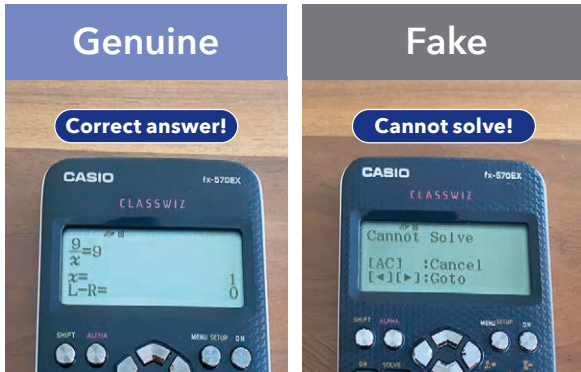 Genuine
Correct answer!
CASIO
fx-570EX
CLASSWIZ
9/x=9
x= 1
L-R= 0
SHIFT ALPHA MENU SETUP ON
Fake
Cannot solve!
CASIO
fx-570EX
CLASSWIZ
Cannot Solve
[AC] :Cancel
[◄][►]:Goto
SHIFT ALPHA MENU SETUP ON
SOLVE